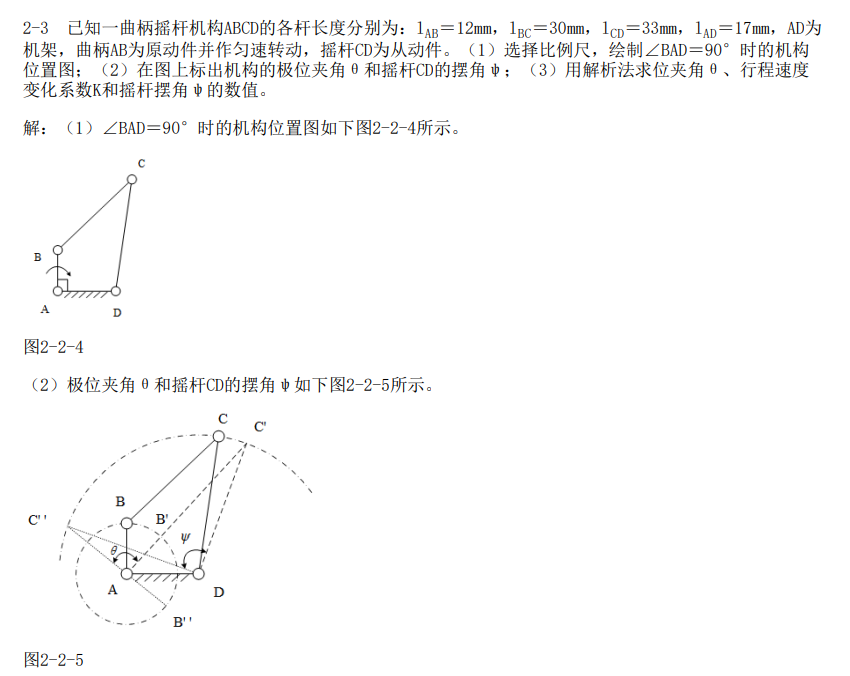 2-3 已知一曲柄摇杆机构ABCD的各杆长度分别为：lAB＝12mm，lBC＝30mm，lCD＝33mm，lAD＝17mm，AD为
机架，曲柄AB为原动件并作匀速转动，摇杆CD为从动件。（1）选择比例尺，绘制∠BAD＝90°时的机构
位置图；（2）在图上标出机构的极位夹角θ和摇杆CD的摆角ψ；（3）用解析法求位夹角θ、行程速度
变化系数K和摇杆摆角ψ的数值。
解：（1）∠BAD＝90°时的机构位置图如下图2-2-4所示。
C
B
A
D
图2-2-4
（2）极位夹角θ和摇杆CD的摆角ψ如下图2-2-5所示。
C
C'
B
B'
C''
ψ
θ
A
D
B''
图2-2-5